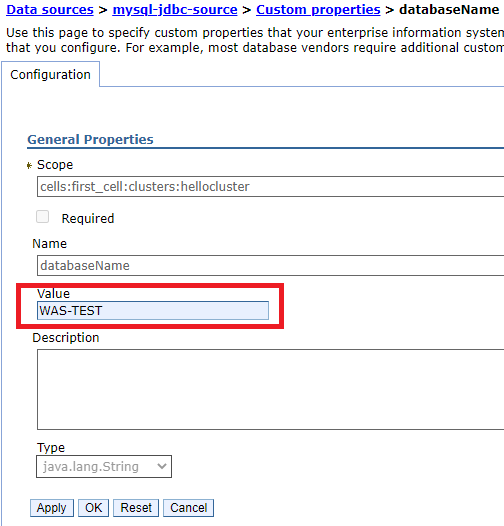 Data sources > mysql-jdbc-source > Custom properties > databaseName
Use this page to specify custom properties that your enterprise information system
that you configure. For example, most database vendors require additional custom
Configuration
General Properties
* Scope
cells:first_cell:clusters:hellocluster
Required
Name
databaseName
Value
WAS-TEST
Description
Type
java.lang.String
Apply OK Reset Cancel